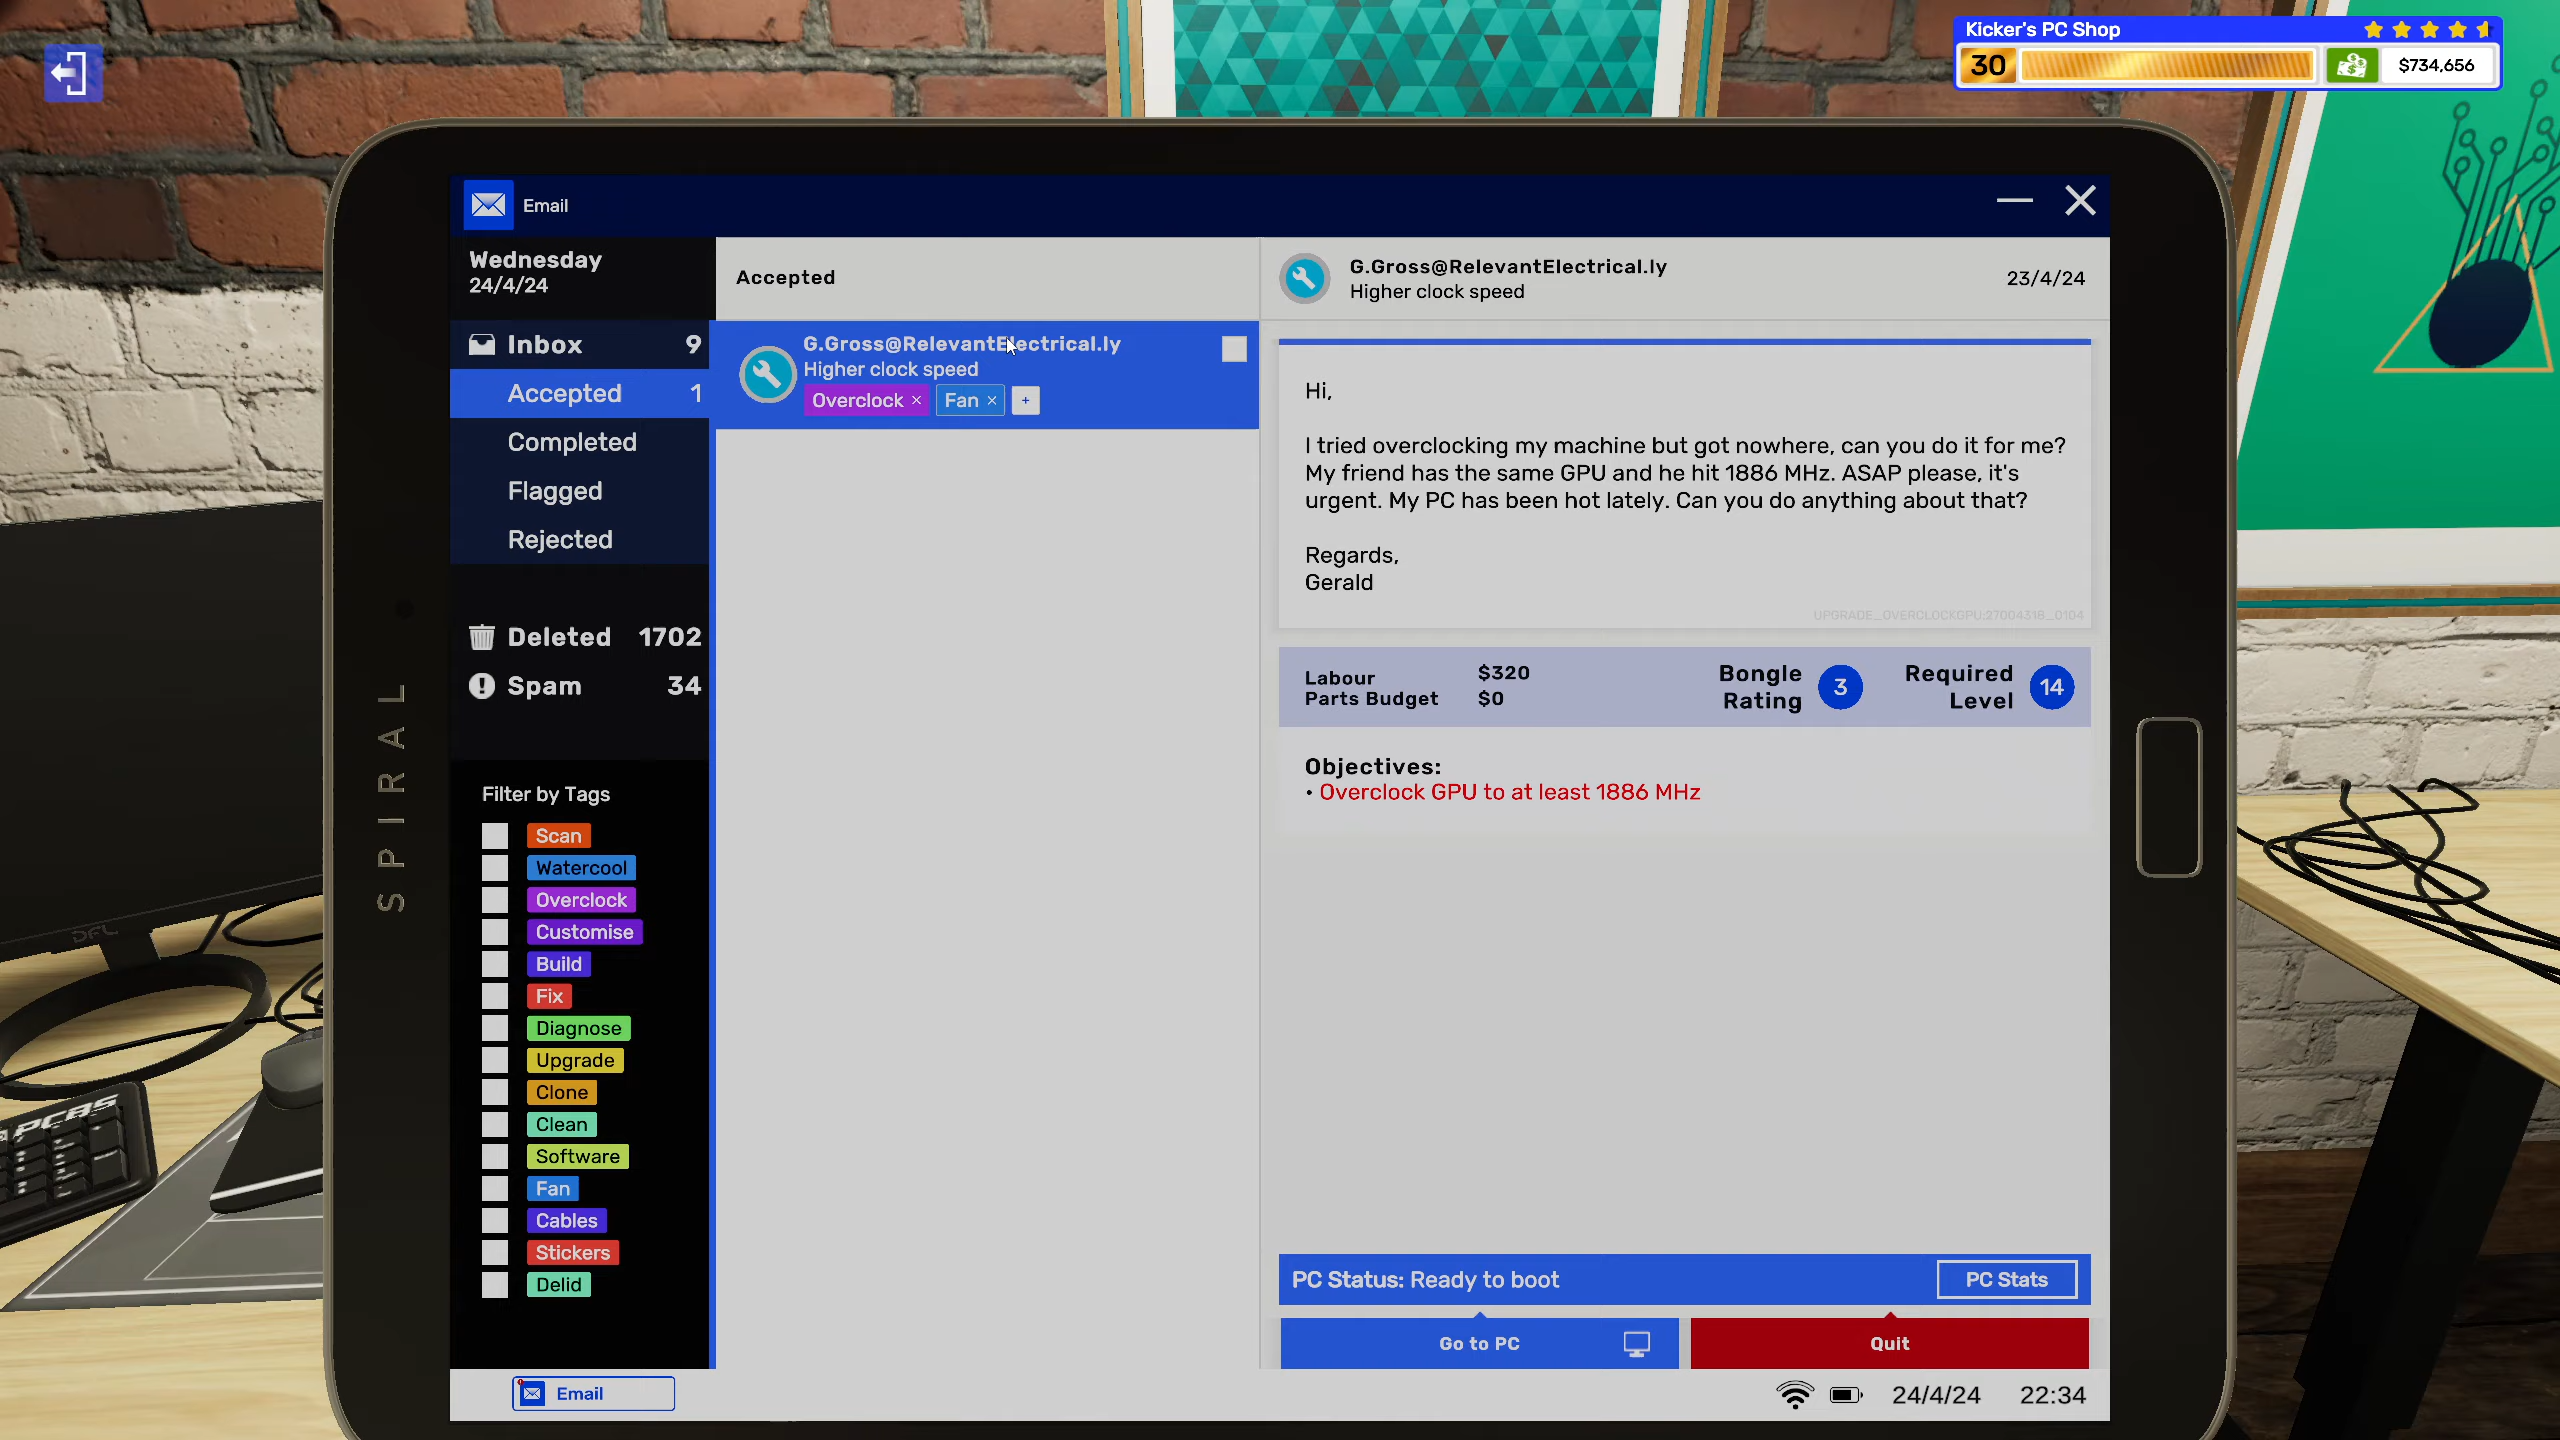 Kicker's PC Shop
30
$734,656
Email
Wednesday
24/4/24
Inbox 9
Accepted 1
Completed
Flagged
Rejected
Deleted 1702
Spam 34
Filter by Tags
Scan
Watercool
Overclock
Customise
Build
Fix
Diagnose
Upgrade
Clone
Clean
Software
Fan
Cables
Stickers
Delid
Accepted
G.Gross@RelevantElectrical.ly
Higher clock speed
Overclock × Fan × +
G.Gross@RelevantElectrical.ly
Higher clock speed
23/4/24
Hi,
I tried overclocking my machine but got nowhere, can you do it for me?
My friend has the same GPU and he hit 1886 MHz. ASAP please, it's
urgent. My PC has been hot lately. Can you do anything about that?
Regards,
Gerald
UPGRADE_OVERCLOCKGPU:27004318_0104
Labour $320
Parts Budget $0
Bongle
Rating 3
Required
Level 14
Objectives:
• Overclock GPU to at least 1886 MHz
PC Status: Ready to boot
PC Stats
Go to PC
Quit
Email
24/4/24 22:34
SPIRAL
DFL
PCBS